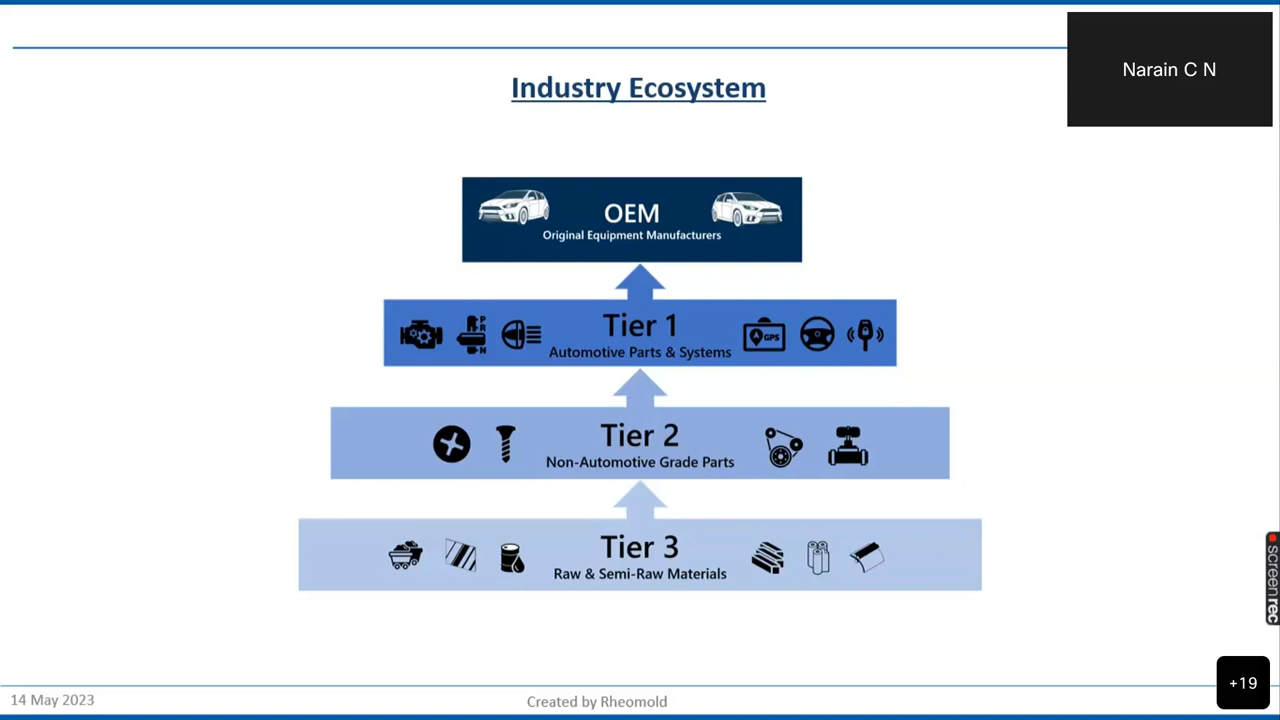 Narain C N
Industry Ecosystem
OEM
Original Equipment Manufacturers
Tier 1
Automotive Parts & Systems
P
R
N
GPS
Tier 2
Non-Automotive Grade Parts
Tier 3
Raw & Semi-Raw Materials
screenrec
+19
14 May 2023
Created by Rheomold